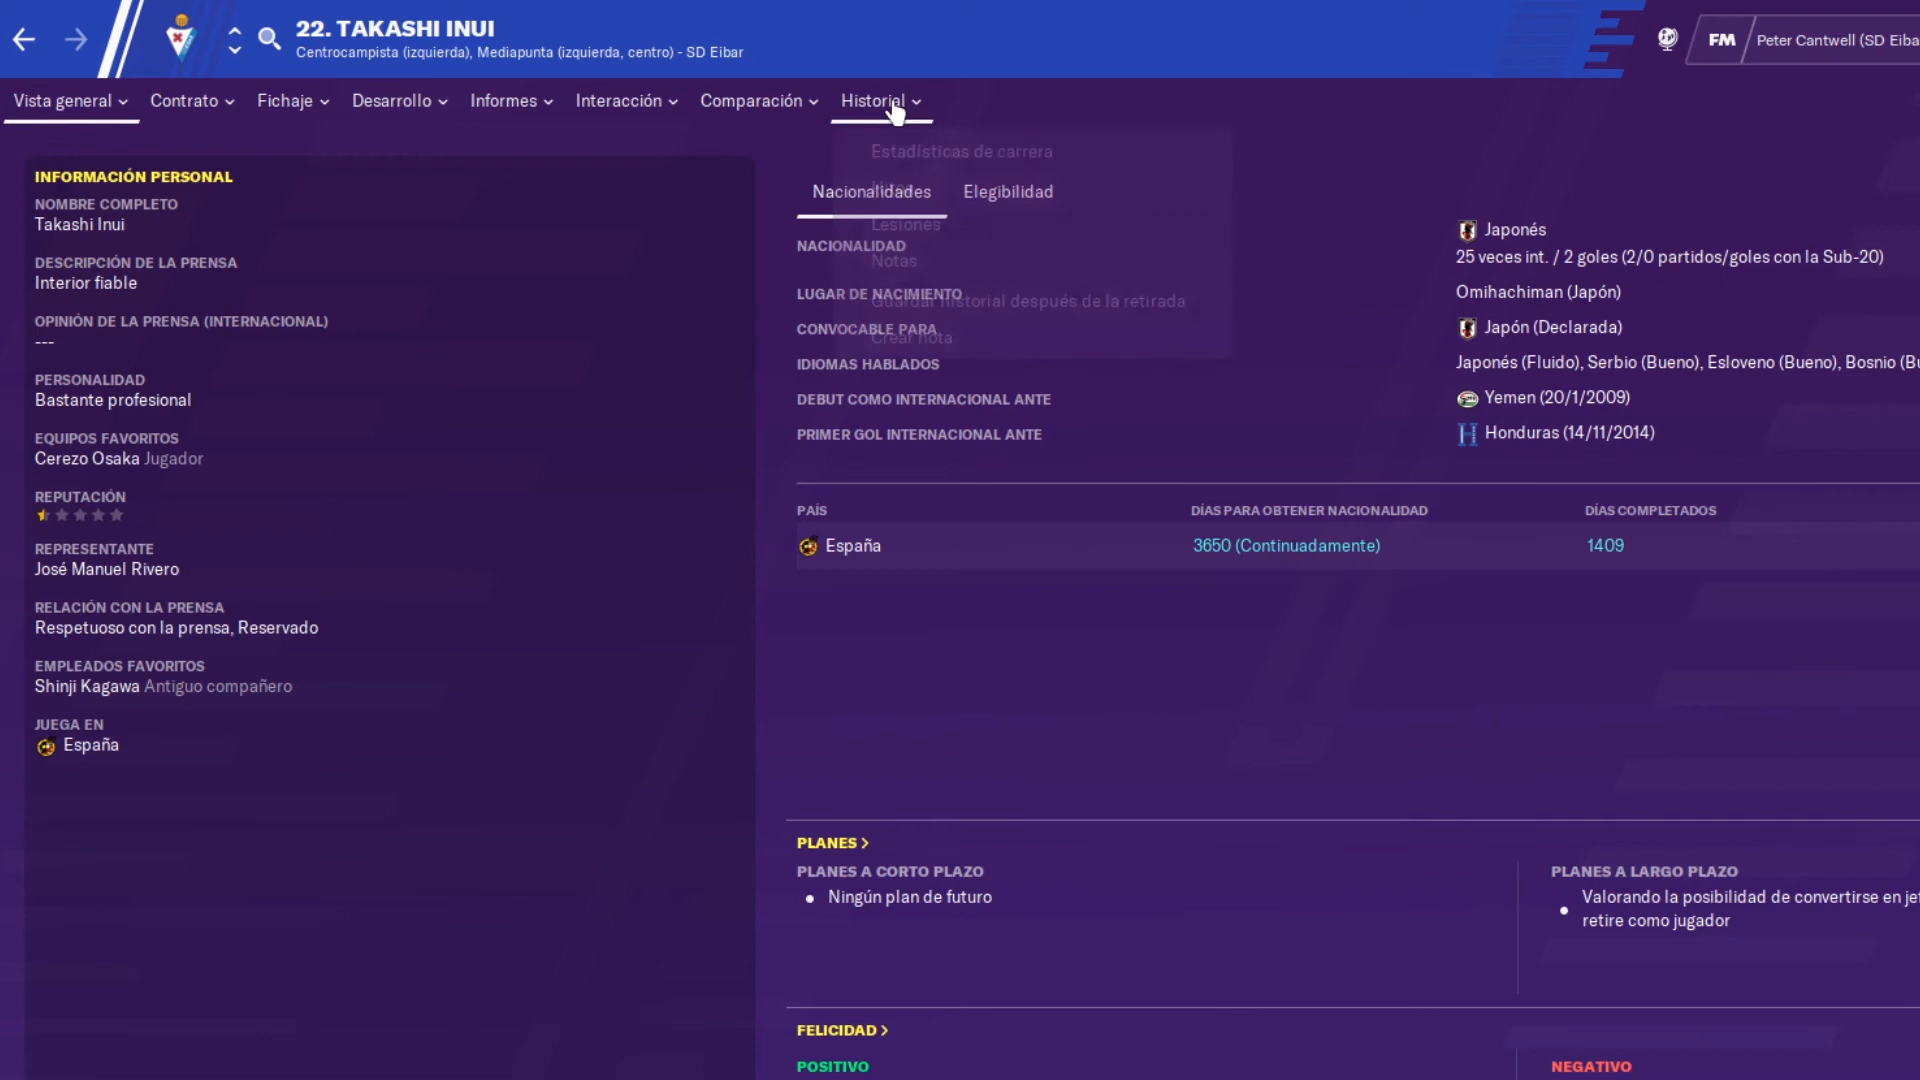 22. TAKASHI INUI
Centrocampista (izquierda), Mediapunta (izquierda, centro) - SD Eibar
FM
Peter Cantwell (SD Eiba
Vista general
Contrato
Fichaje
Desarrollo
Informes
Interacción
Comparación
Historial
Estadísticas de carrera
Lesiones
Notas
Guardar historial después de la retirada
Crear nota
INFORMACIÓN PERSONAL
NOMBRE COMPLETO
Takashi Inui
DESCRIPCIÓN DE LA PRENSA
Interior fiable
OPINIÓN DE LA PRENSA (INTERNACIONAL)
---
PERSONALIDAD
Bastante profesional
EQUIPOS FAVORITOS
Cerezo Osaka Jugador
REPUTACIÓN
REPRESENTANTE
José Manuel Rivero
RELACIÓN CON LA PRENSA
Respetuoso con la prensa, Reservado
EMPLEADOS FAVORITOS
Shinji Kagawa Antiguo compañero
JUEGA EN
España
Nacionalidades
Elegibilidad
NACIONALIDAD
Japonés
25 veces int. / 2 goles (2/0 partidos/goles con la Sub-20)
LUGAR DE NACIMIENTO
Omihachiman (Japón)
CONVOCABLE PARA
Japón (Declarada)
IDIOMAS HABLADOS
Japonés (Fluido), Serbio (Bueno), Esloveno (Bueno), Bosnio (Bu
DEBUT COMO INTERNACIONAL ANTE
Yemen (20/1/2009)
PRIMER GOL INTERNACIONAL ANTE
Honduras (14/11/2014)
PAÍS
DÍAS PARA OBTENER NACIONALIDAD
DÍAS COMPLETADOS
España
3650 (Continuadamente)
1409
PLANES >
PLANES A CORTO PLAZO
Ningún plan de futuro
PLANES A LARGO PLAZO
Valorando la posibilidad de convertirse en jef
retire como jugador
FELICIDAD >
POSITIVO
NEGATIVO